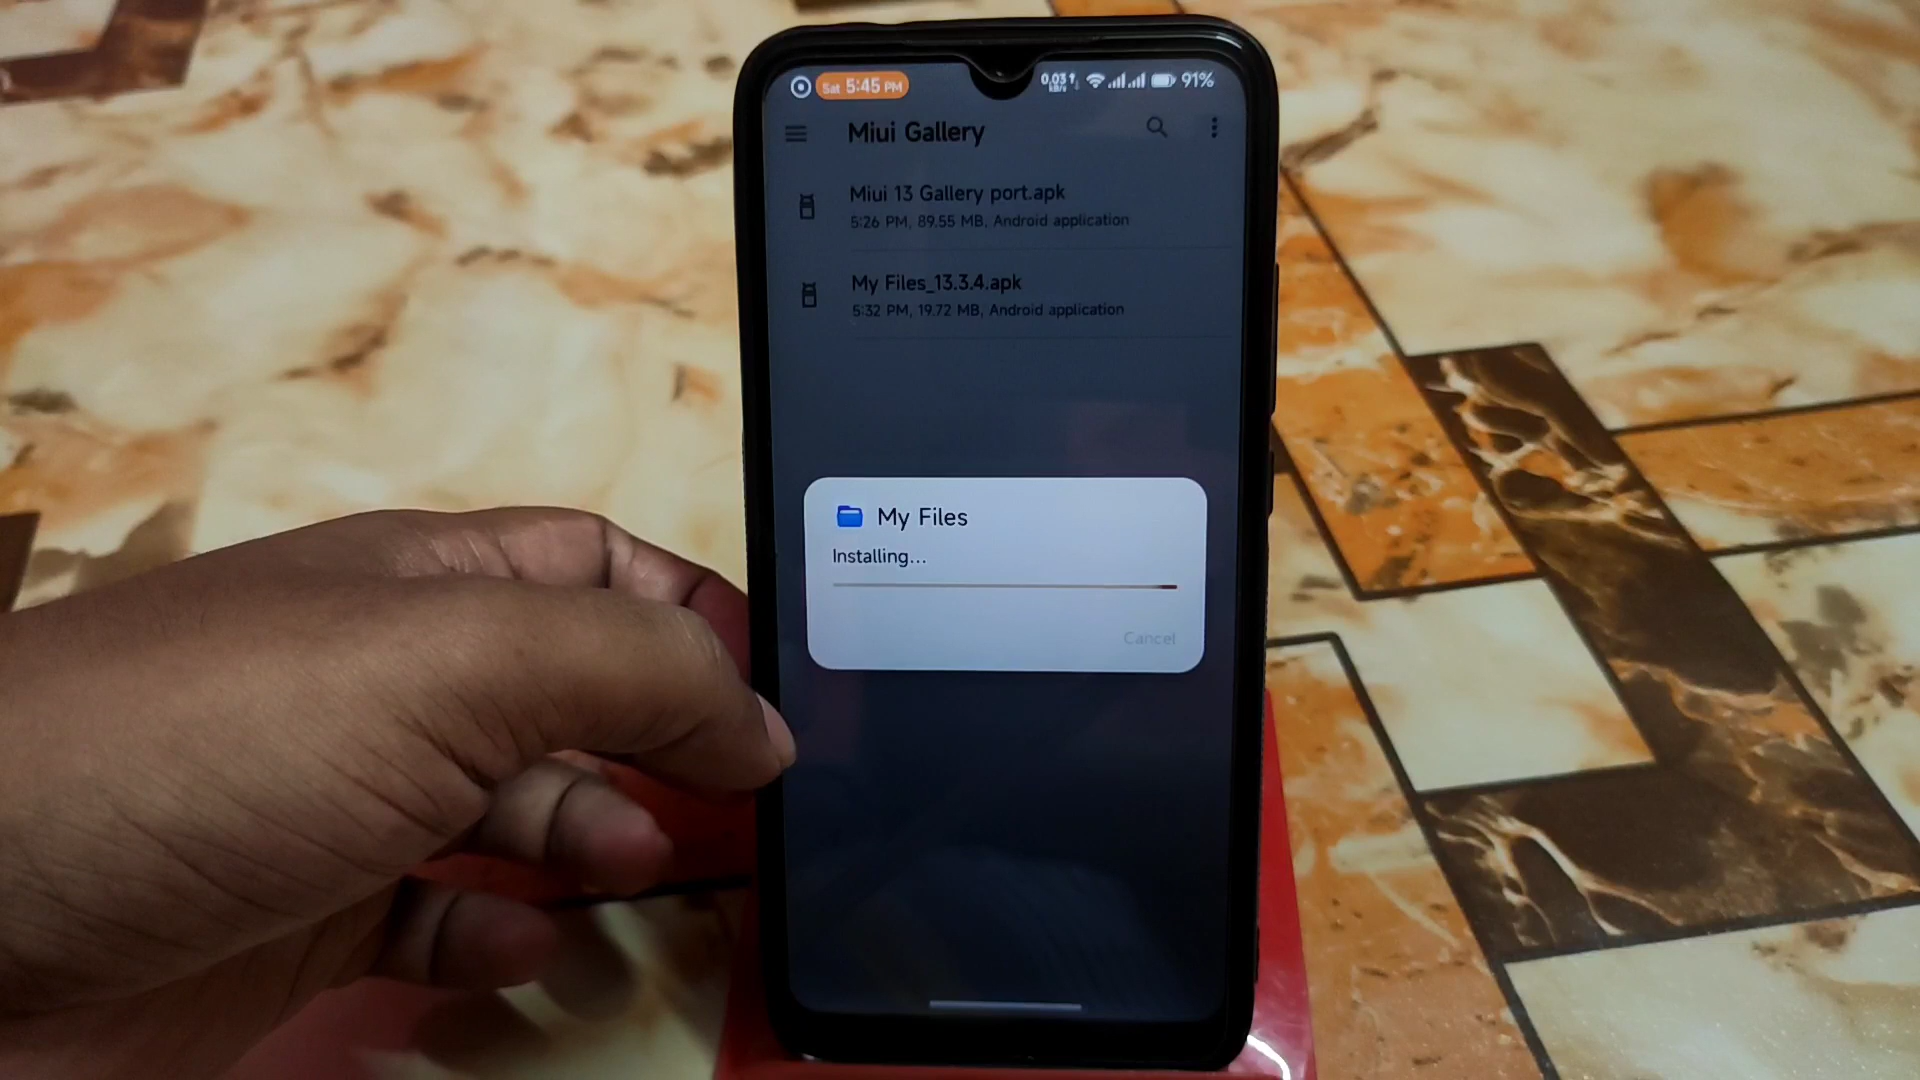 Sat 5:45 PM 0.03 kB/s 91%
Miui Gallery
Miui 13 Gallery port.apk
5:26 PM, 89.55 MB, Android application
My Files_13.3.4.apk
5:32 PM, 19.72 MB, Android application
My Files
Installing...
Cancel